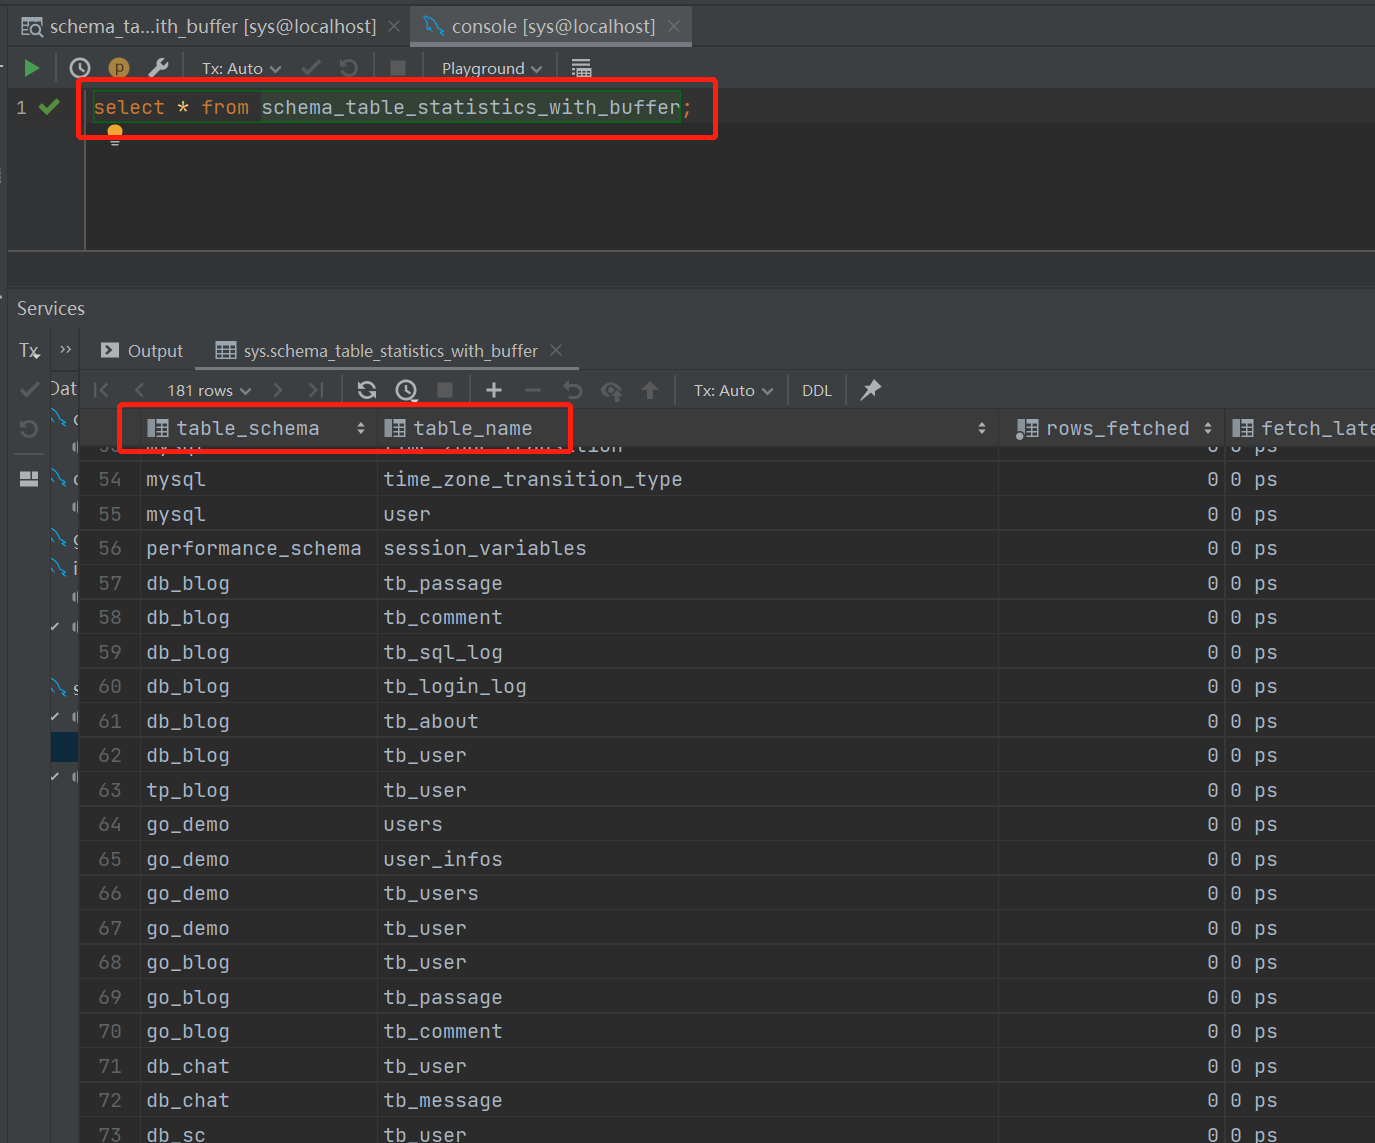 schema_ta...ith_buffer [sys@localhost] console [sys@localhost]
Tx: Auto Playground
1 select * from schema_table_statistics_with_buffer;
Services
Tx Output sys.schema_table_statistics_with_buffer
Dat 181 rows Tx: Auto DDL
table_schema table_name rows_fetched fetch_late
54 mysql time_zone_transition_type 0 0 ps
55 mysql user 0 0 ps
56 performance_schema session_variables 0 0 ps
57 db_blog tb_passage 0 0 ps
58 db_blog tb_comment 0 0 ps
59 db_blog tb_sql_log 0 0 ps
60 db_blog tb_login_log 0 0 ps
61 db_blog tb_about 0 0 ps
62 db_blog tb_user 0 0 ps
63 tp_blog tb_user 0 0 ps
64 go_demo users 0 0 ps
65 go_demo user_infos 0 0 ps
66 go_demo tb_users 0 0 ps
67 go_demo tb_user 0 0 ps
68 go_blog tb_user 0 0 ps
69 go_blog tb_passage 0 0 ps
70 go_blog tb_comment 0 0 ps
71 db_chat tb_user 0 0 ps
72 db_chat tb_message 0 0 ps
73 db_sc tb_user 0 0 ps